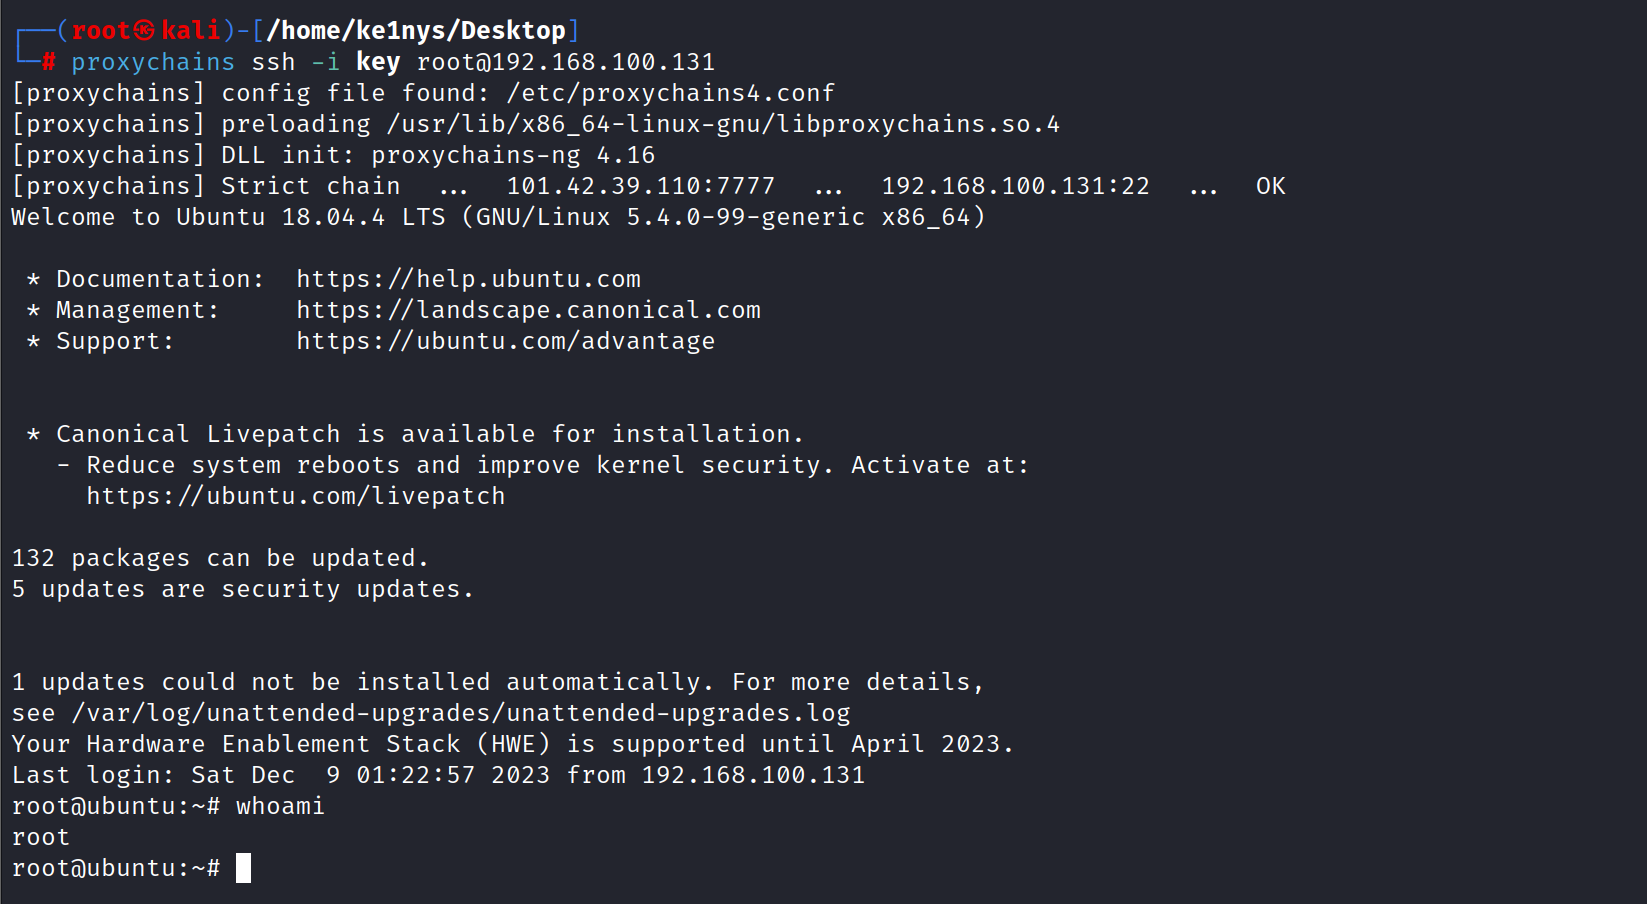 ┌──(root㉿kali)-[/home/ke1nys/Desktop]
└─# proxychains ssh -i key root@192.168.100.131
[proxychains] config file found: /etc/proxychains4.conf
[proxychains] preloading /usr/lib/x86_64-linux-gnu/libproxychains.so.4
[proxychains] DLL init: proxychains-ng 4.16
[proxychains] Strict chain  ...  101.42.39.110:7777  ...  192.168.100.131:22  ...  OK
Welcome to Ubuntu 18.04.4 LTS (GNU/Linux 5.4.0-99-generic x86_64)

 * Documentation:  https://help.ubuntu.com
 * Management:     https://landscape.canonical.com
 * Support:        https://ubuntu.com/advantage


 * Canonical Livepatch is available for installation.
   - Reduce system reboots and improve kernel security. Activate at:
     https://ubuntu.com/livepatch

132 packages can be updated.
5 updates are security updates.


1 updates could not be installed automatically. For more details,
see /var/log/unattended-upgrades/unattended-upgrades.log
Your Hardware Enablement Stack (HWE) is supported until April 2023.
Last login: Sat Dec  9 01:22:57 2023 from 192.168.100.131
root@ubuntu:~# whoami
root
root@ubuntu:~#